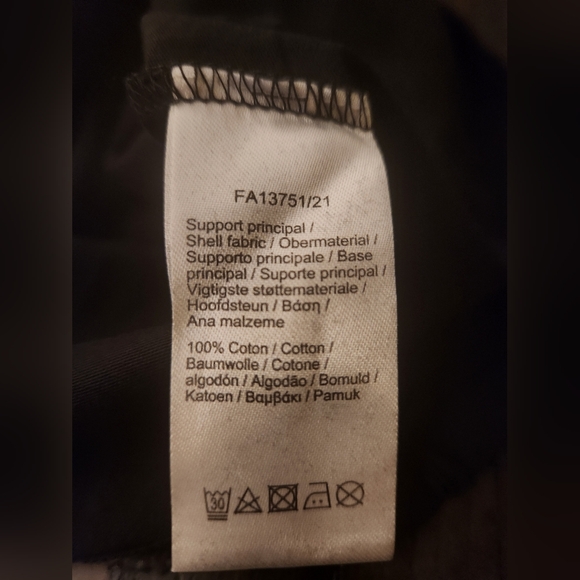 FA13751/21
Support principal /
Shell fabric / Obermaterial /
Supporto principale / Base
principal / Suporte principal /
Vigtigste støttemateriale /
Hoofdsteun / Βάση /
Ana malzeme
100% Coton / Cotton /
Baumwolle / Cotone /
algodón / Algodão / Bomuld /
Katoen / Βαμβάκι / Pamuk
30